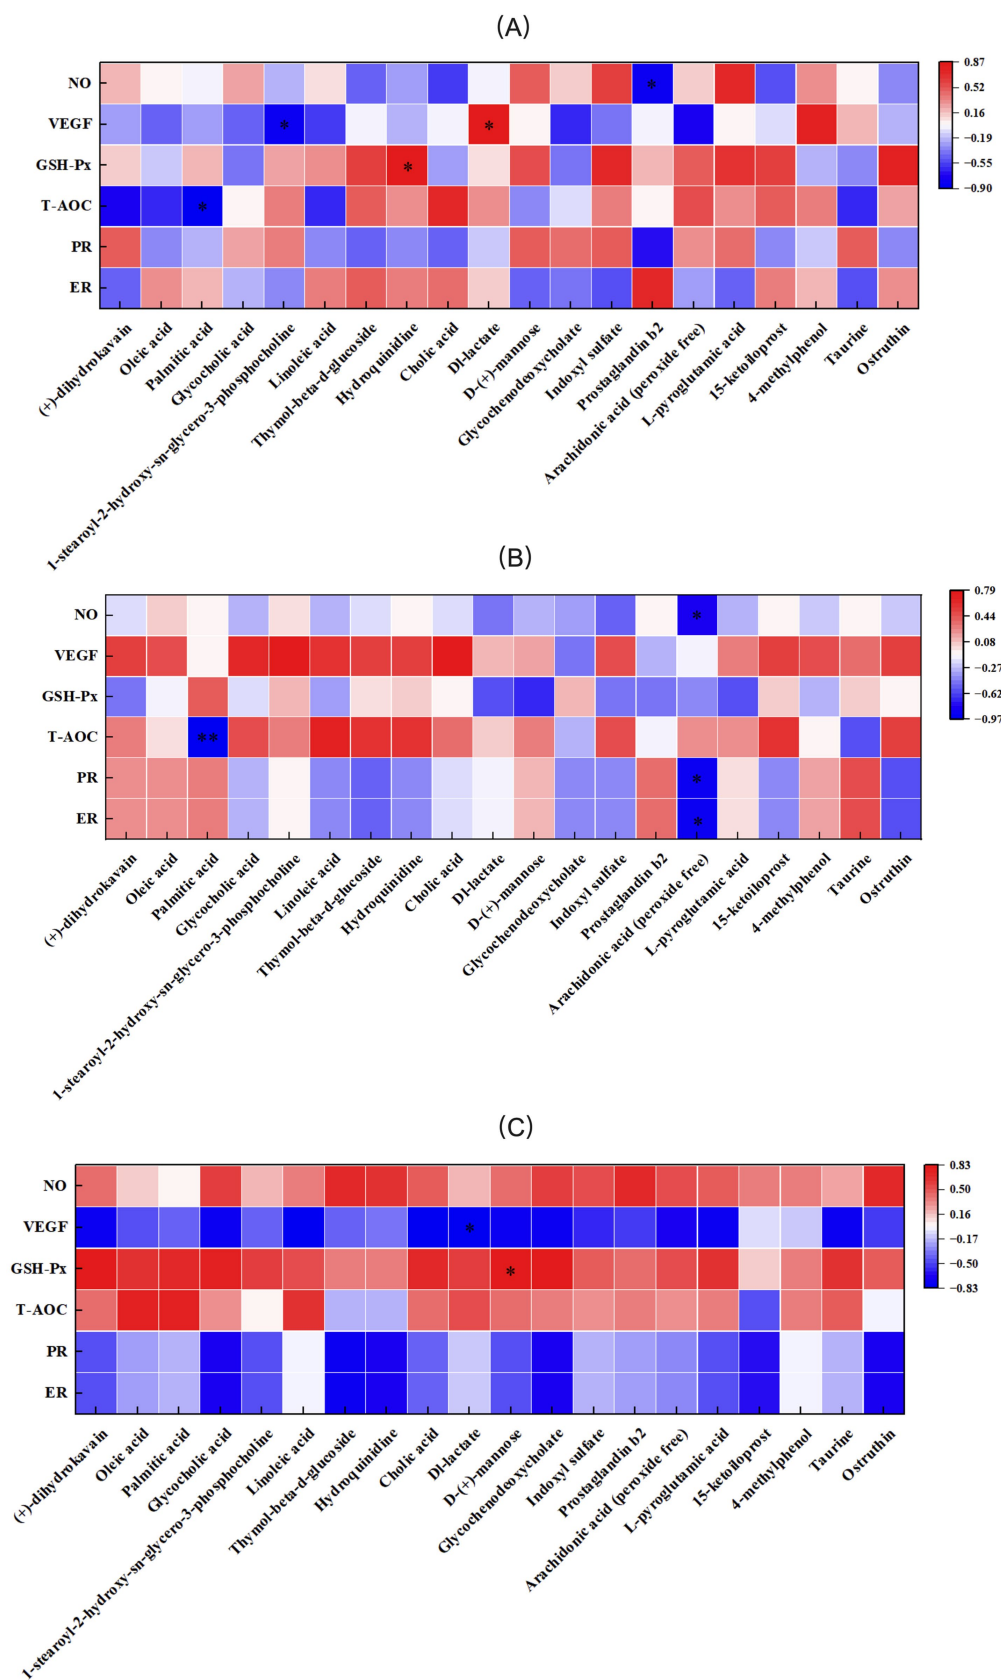 (A)
NO
VEGF
GSH-Px
T-AOC
PR
ER
*
*
*
*
*
0.87
0.52
0.16
−0.19
−0.55
−0.90
(+)-dihydrokavain
Oleic acid
Palmitic acid
Glycocholic acid
1-stearoyl-2-hydroxy-sn-glycero-3-phosphocholine
Linoleic acid
Thymol-beta-d-glucoside
Hydroquinidine
Cholic acid
Dl-lactate
D-(+)-mannose
Glycochenodeoxycholate
Indoxyl sulfate
Prostaglandin b2
Arachidonic acid (peroxide free)
L-pyroglutamic acid
15-ketoiloprost
4-methylphenol
Taurine
Ostruthin
(B)
NO
VEGF
GSH-Px
T-AOC
PR
ER
*
**
*
*
0.79
0.44
0.09
−0.27
−0.62
−0.97
(+)-dihydrokavain
Oleic acid
Palmitic acid
Glycocholic acid
1-stearoyl-2-hydroxy-sn-glycero-3-phosphocholine
Linoleic acid
Thymol-beta-d-glucoside
Hydroquinidine
Cholic acid
Dl-lactate
D-(+)-mannose
Glycochenodeoxycholate
Indoxyl sulfate
Prostaglandin b2
Arachidonic acid (peroxide free)
L-pyroglutamic acid
15-ketoiloprost
4-methylphenol
Taurine
Ostruthin
(C)
NO
VEGF
GSH-Px
T-AOC
PR
ER
*
*
0.83
0.50
0.16
−0.17
−0.50
−0.83
(+)-dihydrokavain
Oleic acid
Palmitic acid
Glycocholic acid
1-stearoyl-2-hydroxy-sn-glycero-3-phosphocholine
Linoleic acid
Thymol-beta-d-glucoside
Hydroquinidine
Cholic acid
Dl-lactate
D-(+)-mannose
Glycochenodeoxycholate
Indoxyl sulfate
Prostaglandin b2
Arachidonic acid (peroxide free)
L-pyroglutamic acid
15-ketoiloprost
4-methylphenol
Taurine
Ostruthin